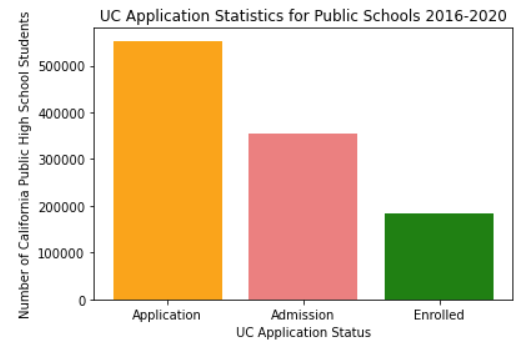 UC Application Statistics for Public Schools 2016-2020
Number of California Public High School Students
500000
400000
300000
200000
100000
0
Application
Admission
Enrolled
UC Application Status